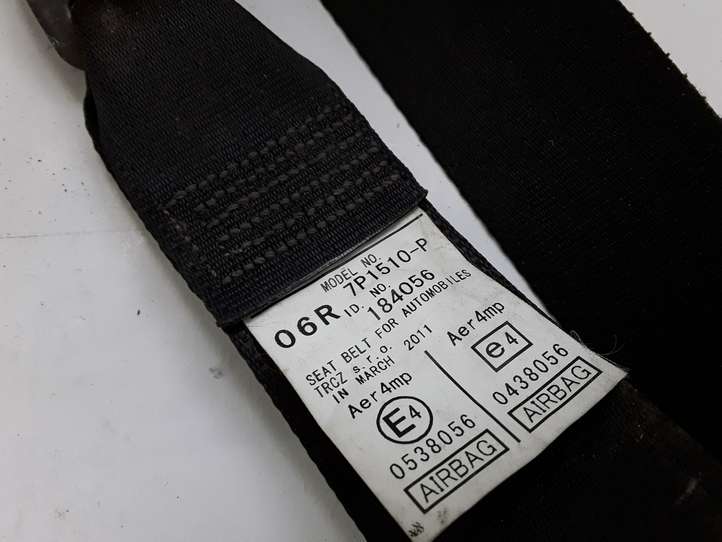 MODEL NO.
06R 7P1510-P
ID. NO.
184056
SEAT BELT FOR AUTOMOBILES
TRCZ s.r.o.
IN MARCH 2011
Aer4mp
E4
0538056
AIRBAG
Aer4mp
e4
0438056
AIRBAG